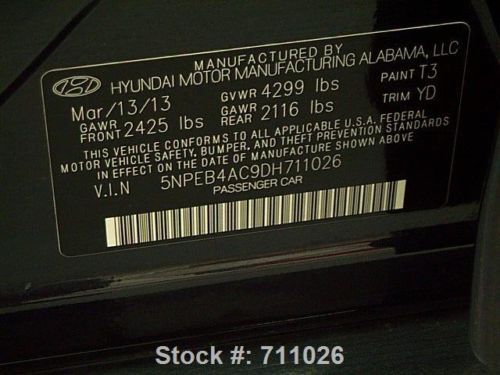 MANUFACTURED BY
HYUNDAI MOTOR MANUFACTURING ALABAMA, LLC
Mar/13/13 GVWR 4299 lbs PAINT T3
GAWR FRONT 2425 lbs GAWR REAR 2116 lbs TRIM YD
THIS VEHICLE CONFORMS TO ALL APPLICABLE U.S.A. FEDERAL
MOTOR VEHICLE SAFETY, BUMPER, AND THEFT PREVENTION STANDARDS
IN EFFECT ON THE DATE OF MANUFACTURE SHOWN ABOVE
V.I.N 5NPEB4AC9DH711026
PASSENGER CAR
Stock #: 711026